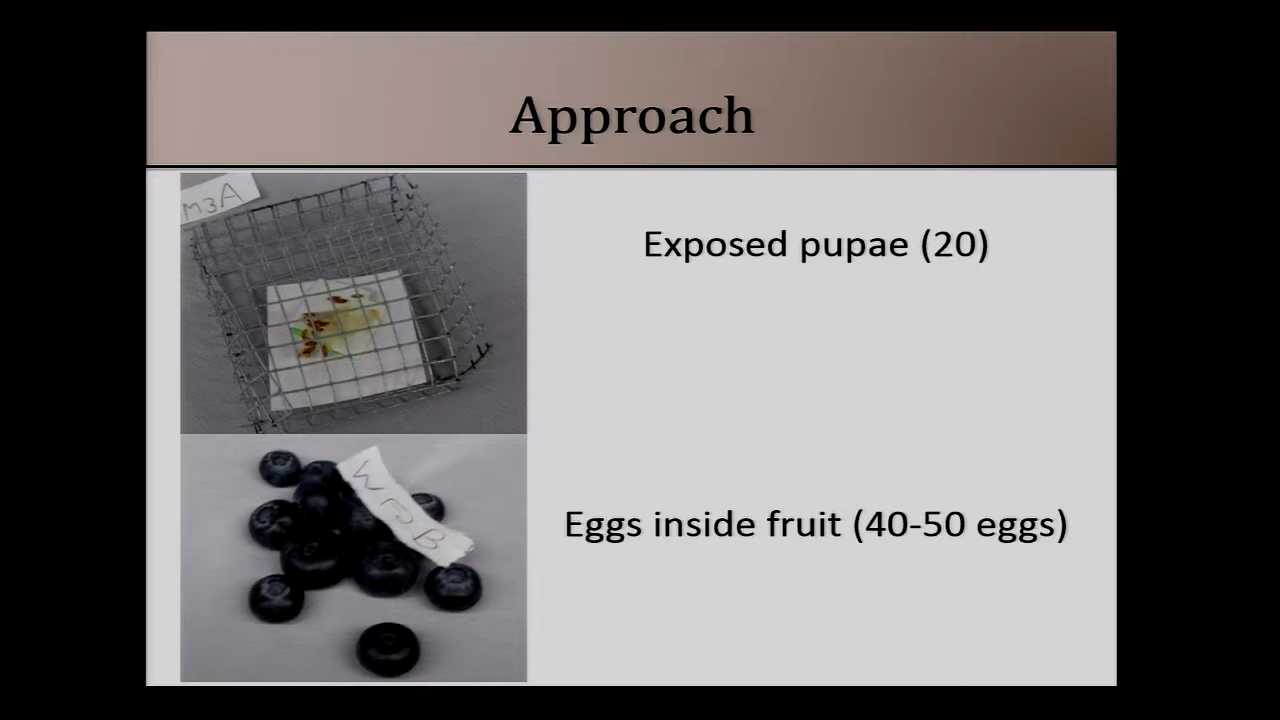 Approach
M3A
Exposed pupae (20)
Eggs inside fruit (40-50 eggs)